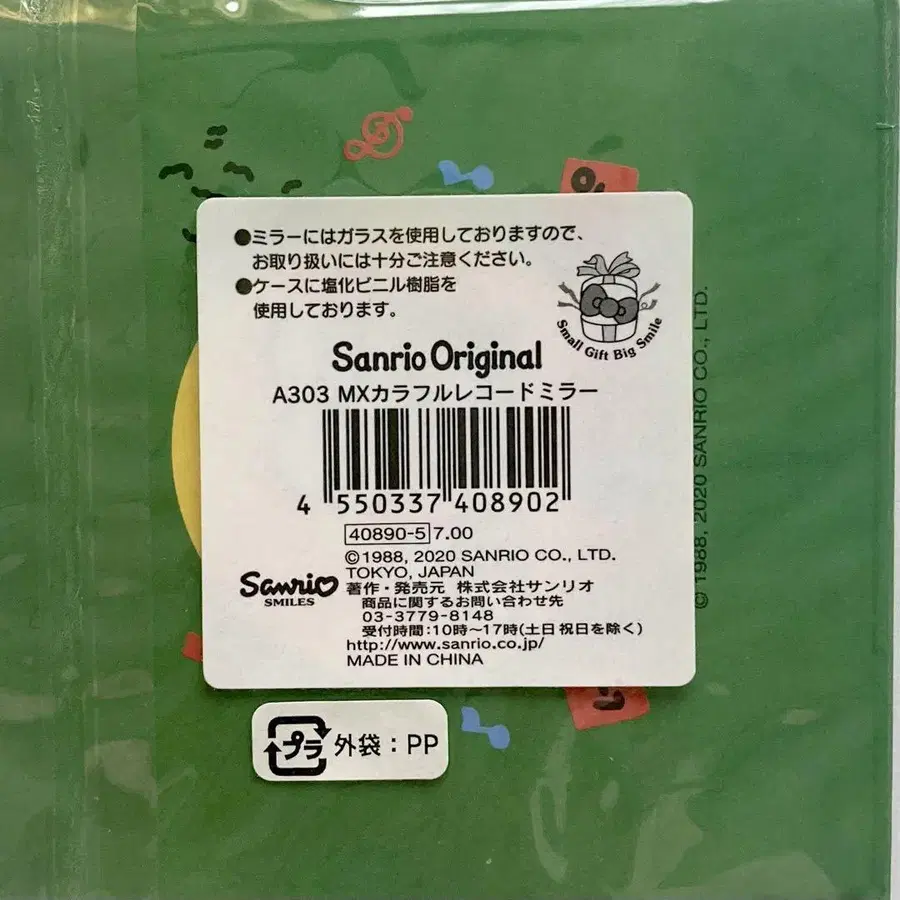 ●ミラーにはガラスを使用しておりますので、
お取り扱いには十分ご注意ください。
●ケースに塩化ビニル樹脂を
使用しております。
Small Gift Big Smile
Sanrio Original
A303 MXカラフルレコードミラー
4 550337 408902
40890-5 7.00
©1988, 2020 SANRIO CO., LTD.
TOKYO, JAPAN
Sanrio
SMILES
著作・発売元 株式会社サンリオ
商品に関するお問い合わせ先
03-3779-8148
受付時間:10時〜17時(土日祝日を除く)
http://www.sanrio.co.jp/
MADE IN CHINA
プラ 外袋：PP
© 1988, 2020 SANRIO CO., LTD.